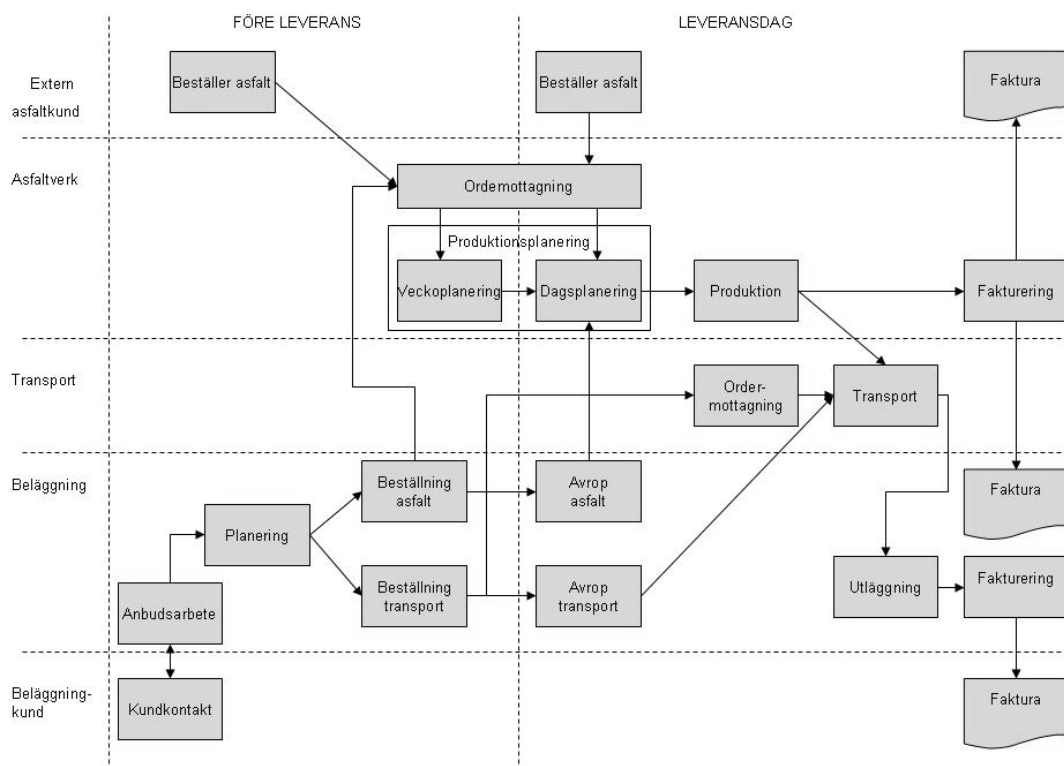 FÖRE LEVERANS
LEVERANSDAG
Extern
asfaltkund
Beställer asfalt
Beställer asfalt
Faktura
Asfaltverk
Ordemottagning
Produktionsplanering
Veckoplanering
Dagsplanering
Produktion
Fakturering
Transport
Order-
mottagning
Transport
Beläggning
Beställning
asfalt
Avrop
asfalt
Faktura
Planering
Beställning
transport
Avrop
transport
Utläggning
Fakturering
Anbudsarbete
Beläggning-
kund
Kundkontakt
Faktura